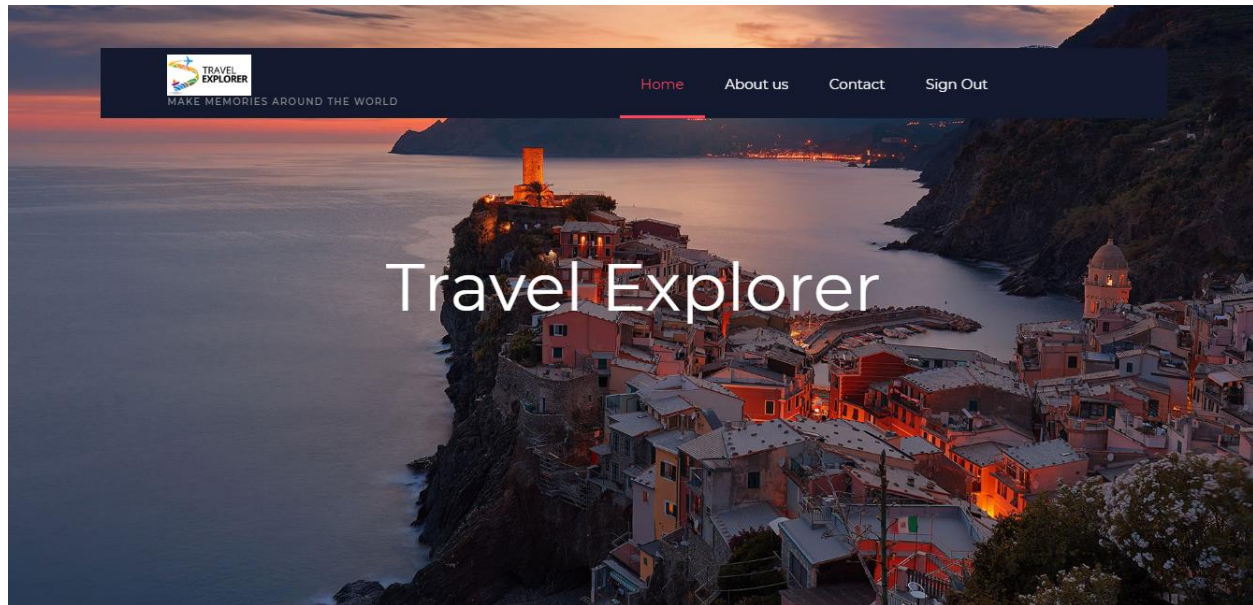 TRAVEL
EXPLORER
MAKE MEMORIES AROUND THE WORLD
Home About us Contact Sign Out
Travel Explorer